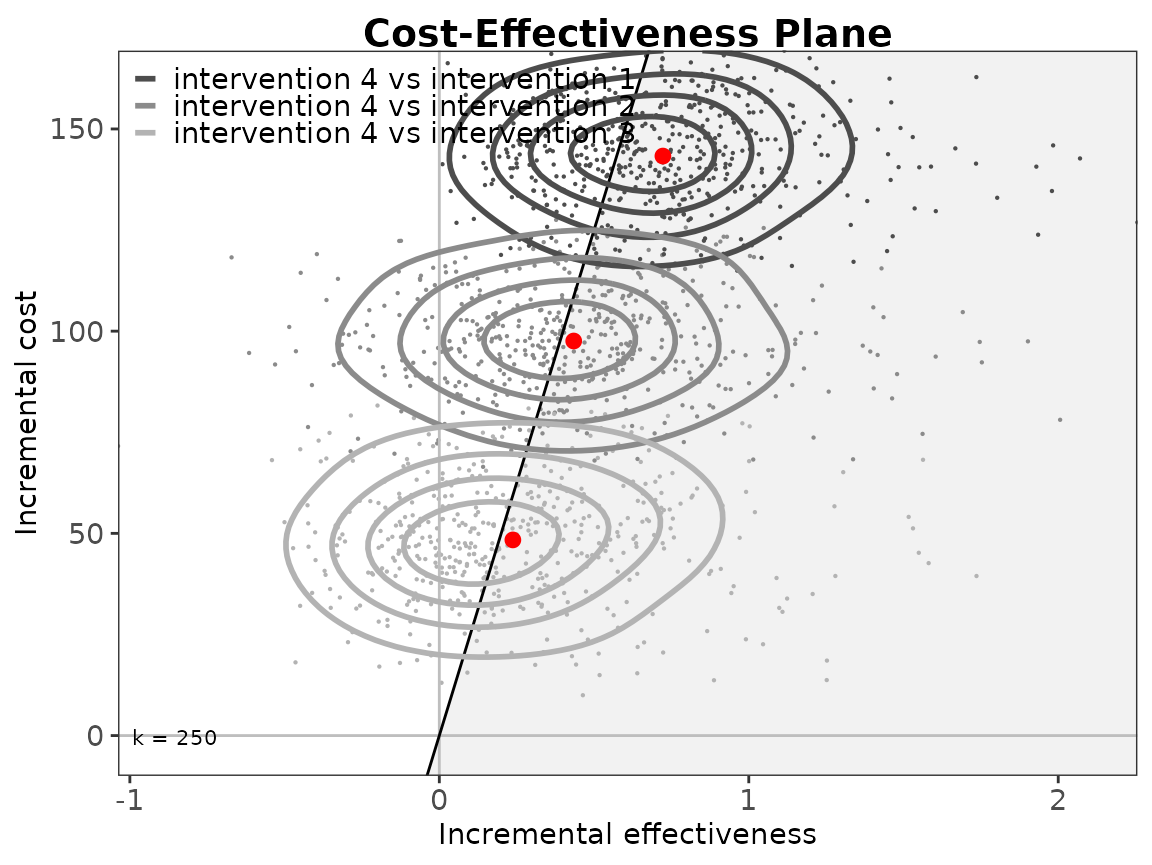 Cost-Effectiveness Plane
intervention 4 vs intervention 1
intervention 4 vs intervention 2
intervention 4 vs intervention 3
150
100
50
0
k = 250
-1
0
1
2
Incremental effectiveness
Incremental cost